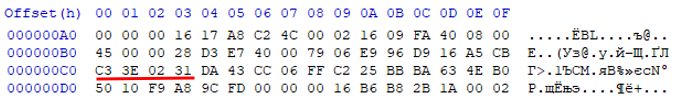 Offset(h) 00 01 02 03 04 05 06 07 08 09 0A 0B 0C 0D 0E 0F
000000A0 00 00 00 16 17 A8 C2 4C 00 02 16 09 FA 40 08 00 .....ЁBL....ъ@..
000000B0 45 00 00 28 D3 E7 40 00 79 06 E9 96 D9 16 A5 CB E..(Уз@.y.й–Щ.ҐЛ
000000C0 C3 3E 02 31 DA 43 CC 06 FF C2 25 BB BA 63 4E B0 Г>.1ЪCМ.яВ%»єcN°
000000D0 50 10 F9 A8 9C FD 00 00 00 16 B6 B8 2B 1A 00 02 P.щЁњэ....¶ё+...